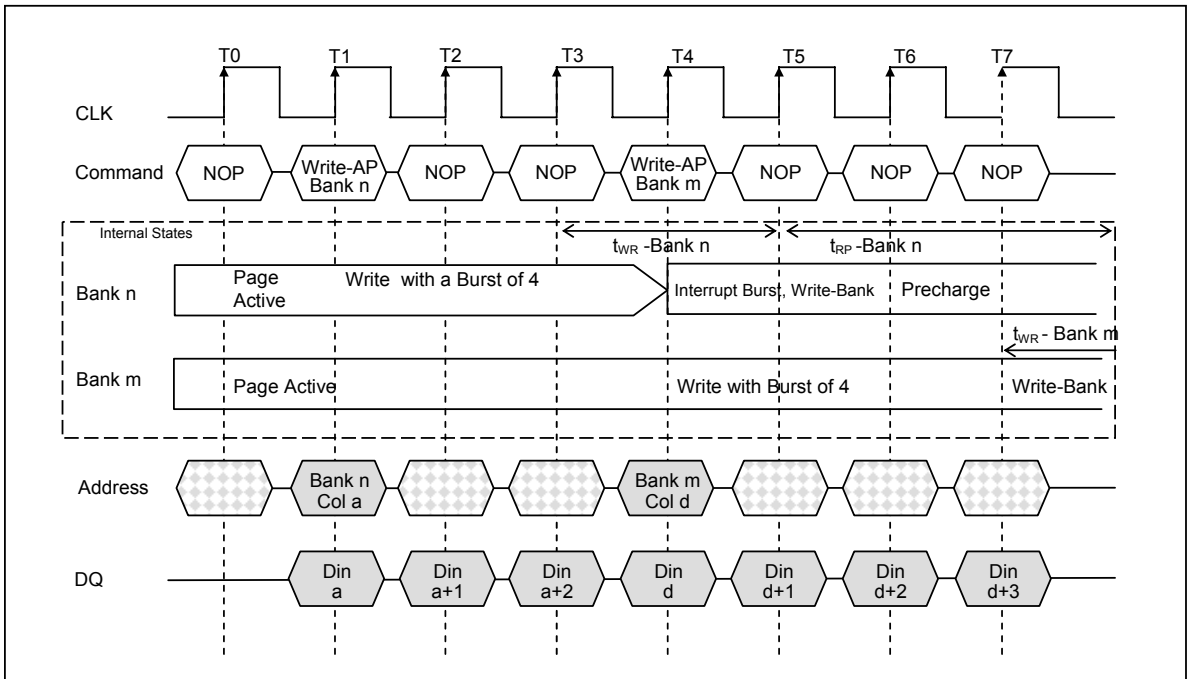 T0 T1 T2 T3 T4 T5 T6 T7
CLK
Command NOP Write-AP Bank n NOP NOP Write-AP Bank m NOP NOP NOP
Internal States
tWR -Bank n tRP -Bank n
Bank n Page Active Write with a Burst of 4 Interrupt Burst, Write-Bank Precharge
tWR - Bank m
Bank m Page Active Write with Burst of 4 Write-Bank
Address Bank n Col a Bank m Col d
DQ Din a Din a+1 Din a+2 Din d Din d+1 Din d+2 Din d+3